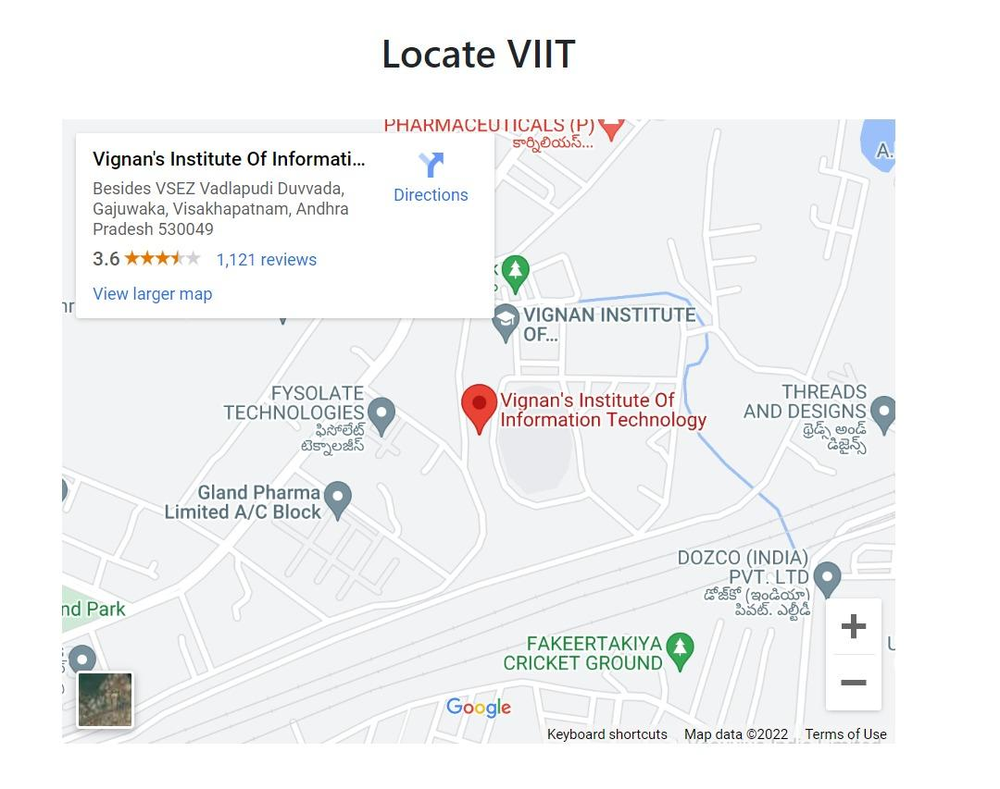 Locate VIIT
PHARMACEUTICALS (P)
కార్నిలియస్...
Vignan's Institute Of Informati...
Besides VSEZ Vadlapudi Duvvada,
Gajuwaka, Visakhapatnam, Andhra
Pradesh 530049
3.6
1,121 reviews
View larger map
Directions
A.
VIGNAN INSTITUTE
OF...
FYSOLATE
TECHNOLOGIES
ఫిసోలేట్
టెక్నాలజీస్
Vignan's Institute Of
Information Technology
THREADS
AND DESIGNS
థ్రెడ్స్ అండ్
డిజైన్స్
Gland Pharma
Limited A/C Block
DOZCO (INDIA)
PVT. LTD
డోజ్‌కో (ఇండియా)
పివట్. ఎల్టీడీ
nd Park
FAKEERTAKIYA
CRICKET GROUND
Google
Keyboard shortcuts
Map data ©2022
Terms of Use